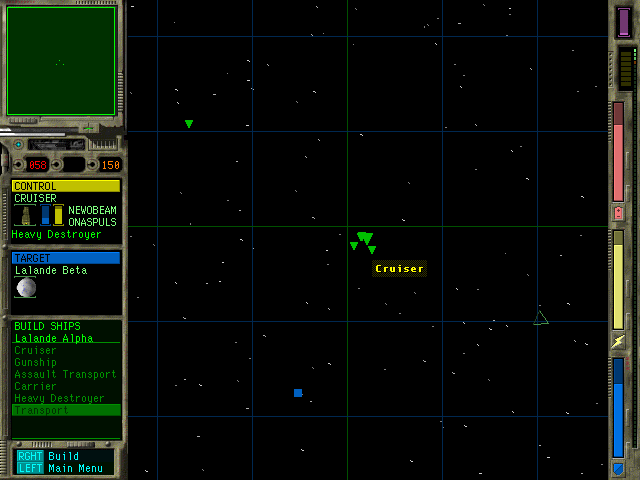 058
150
CONTROL
CRUISER
NEWOBEAM
ONASPULS
Heavy Destroyer
TARGET
Lalande Beta
BUILD SHIPS
Lalande Alpha
Cruiser
Gunship
Assault Transport
Carrier
Heavy Destroyer
Transport
RGHT Build
LEFT Main Menu
Cruiser